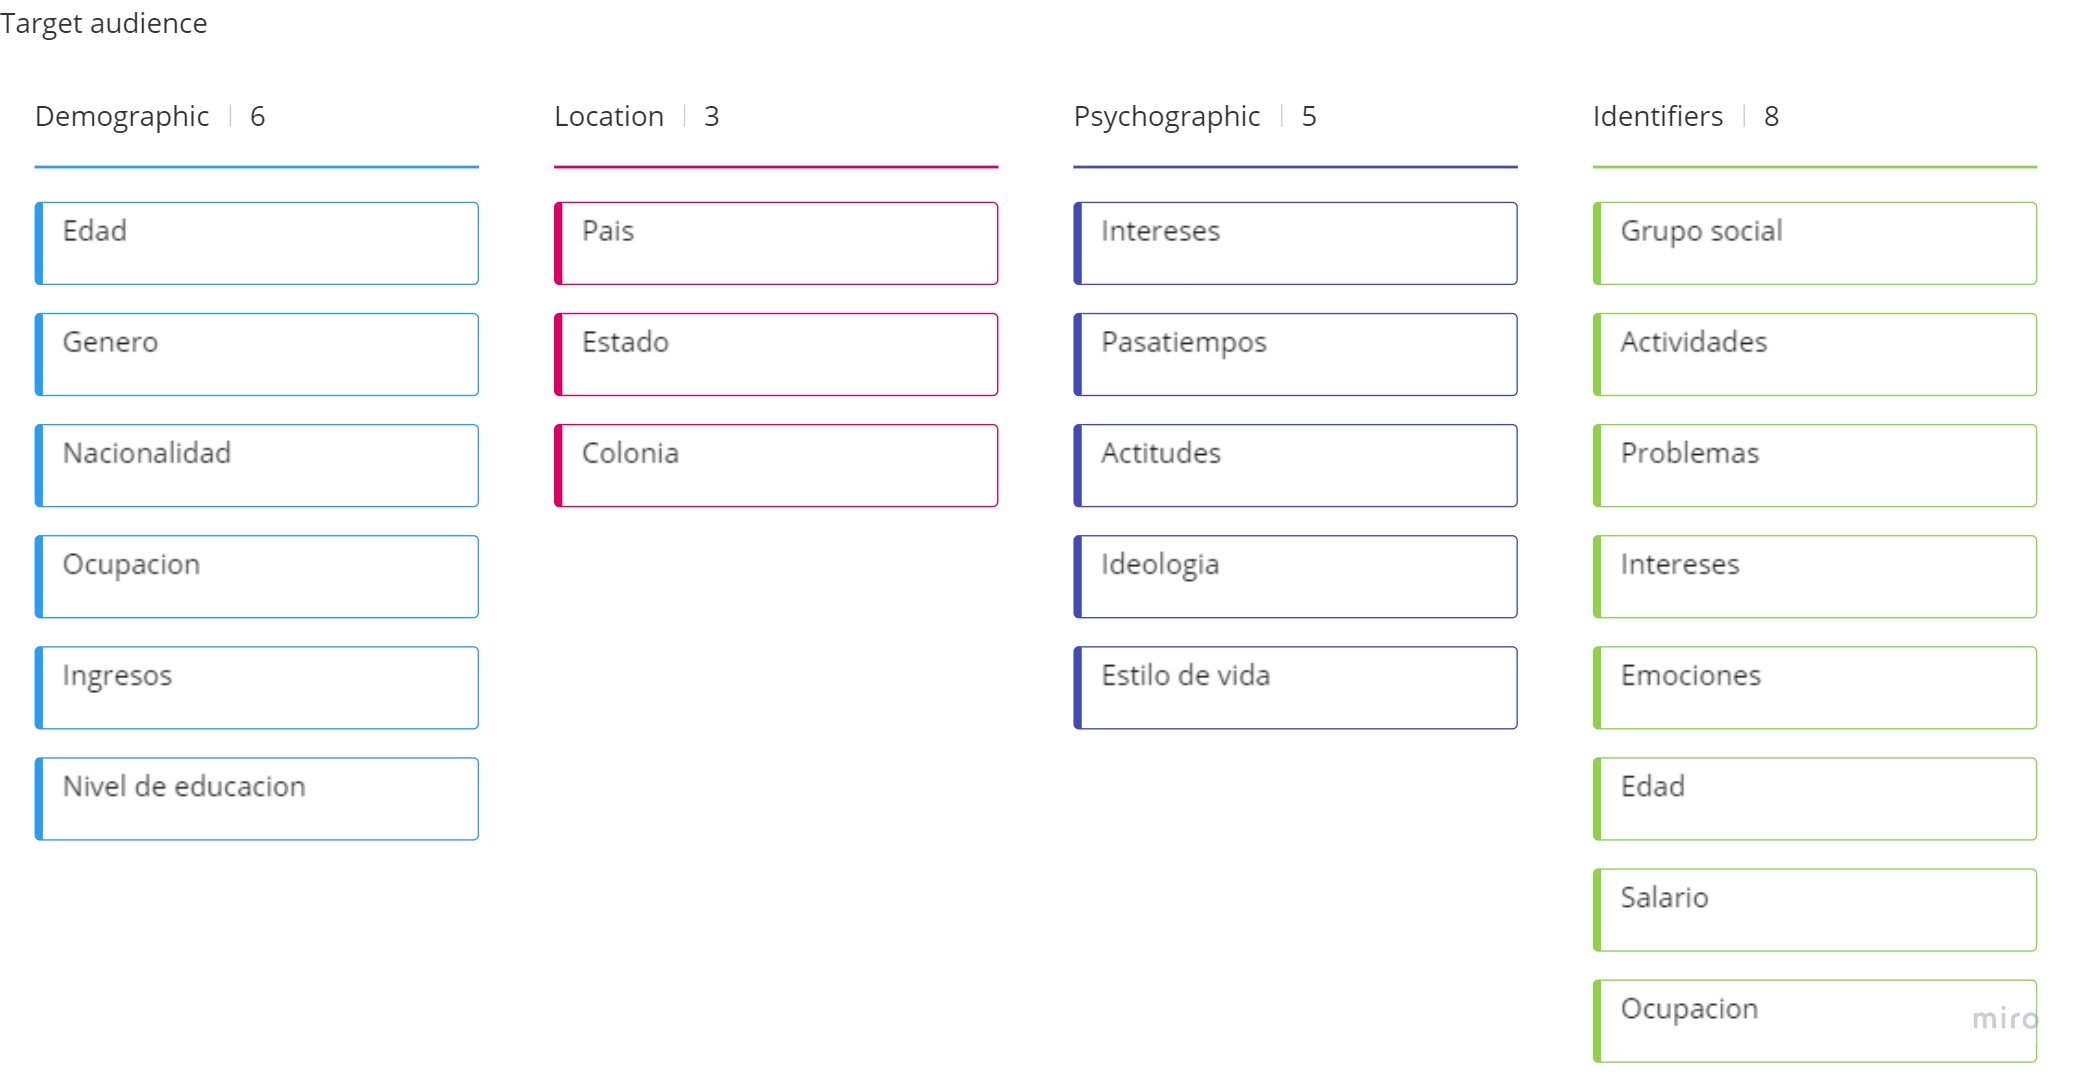 Target audience
Demographic | 6
Edad
Genero
Nacionalidad
Ocupacion
Ingresos
Nivel de educacion
Location | 3
Pais
Estado
Colonia
Psychographic | 5
Intereses
Pasatiempos
Actitudes
Ideologia
Estilo de vida
Identifiers | 8
Grupo social
Actividades
Problemas
Intereses
Emociones
Edad
Salario
Ocupacion
miro